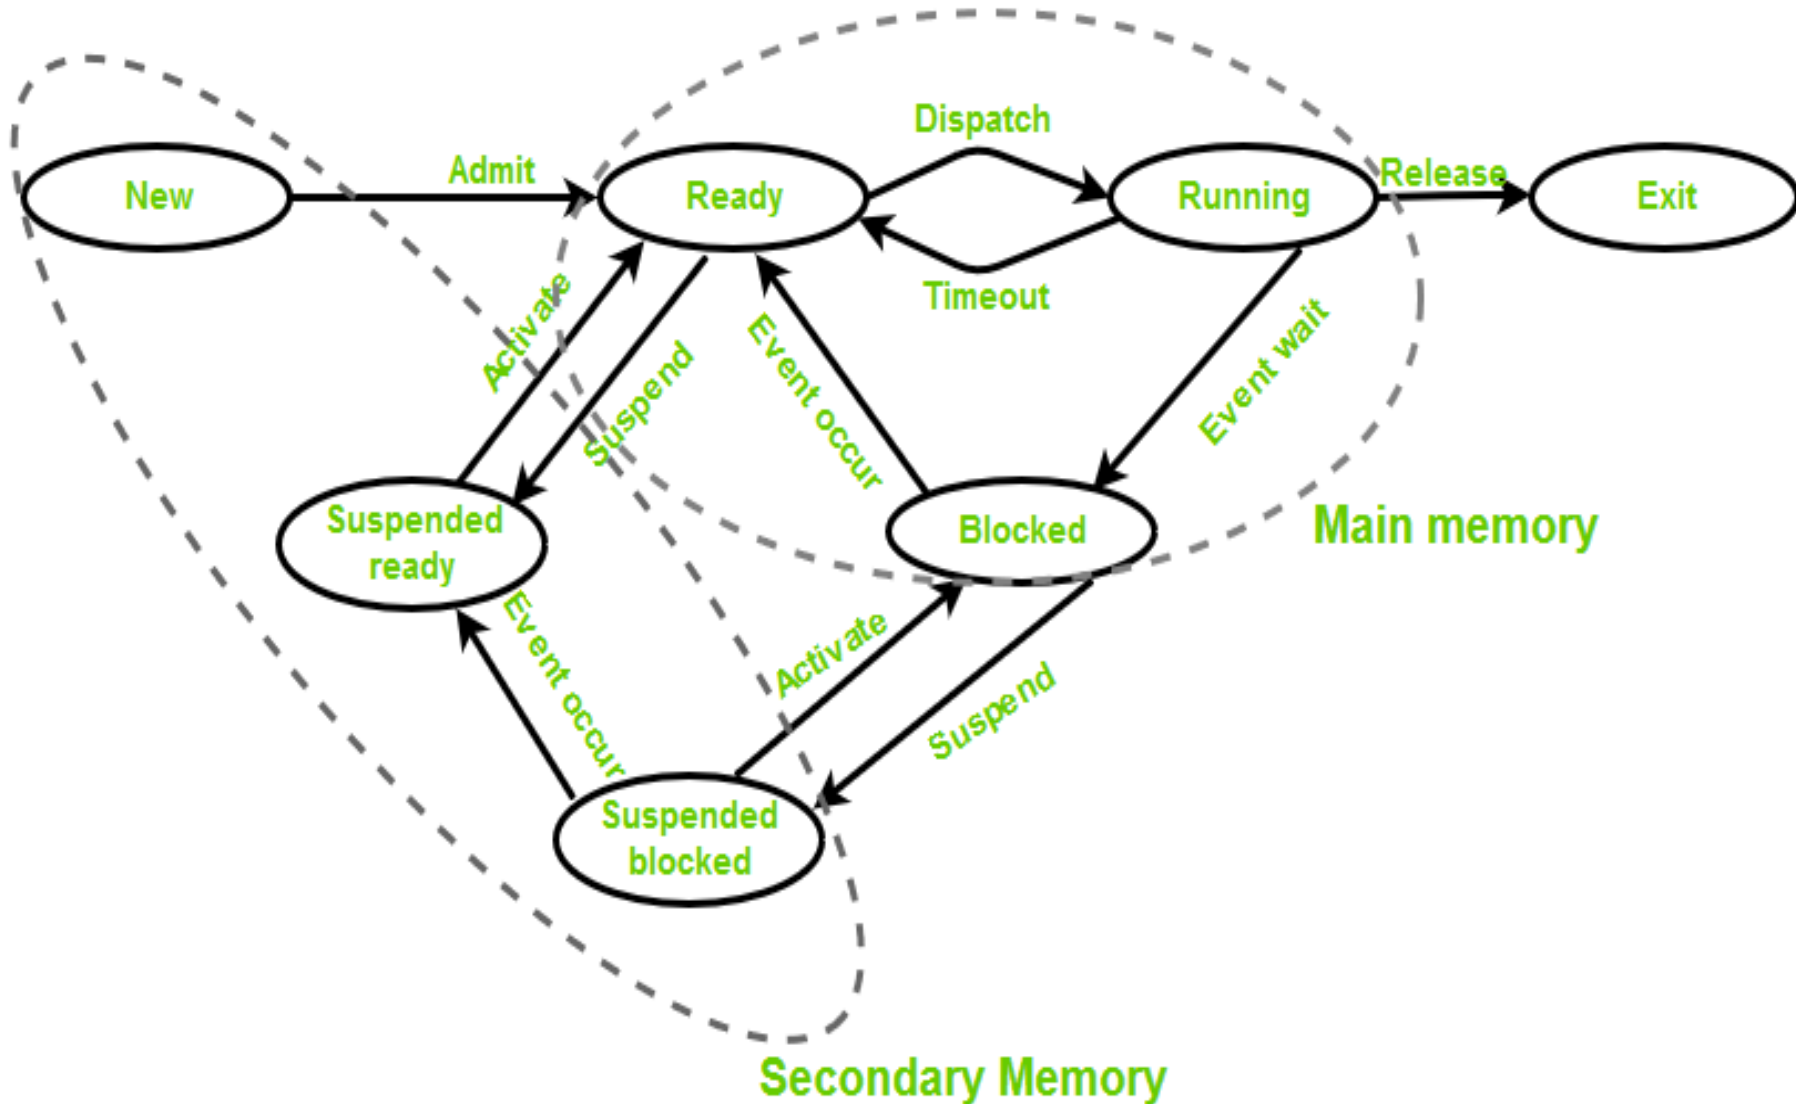 Dispatch
Admit
Release
New
Ready
Running
Exit
Timeout
Activate
Suspend
Event occur
Event wait
Suspended
ready
Blocked
Main memory
Event occur
Activate
Suspend
Suspended
blocked
Secondary Memory